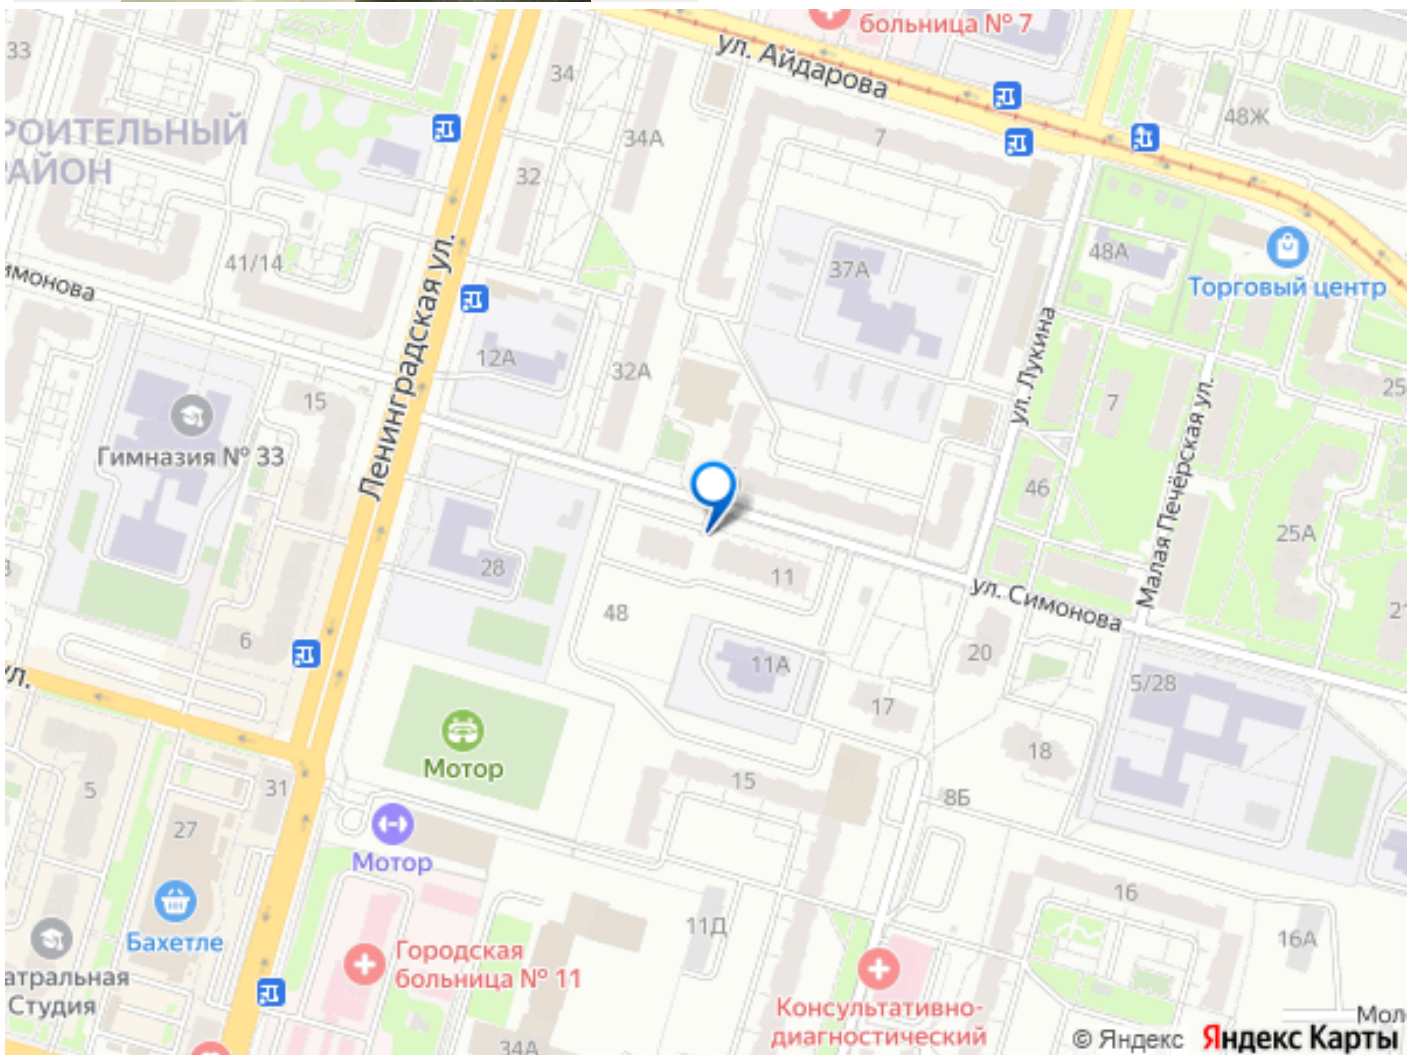 больница № 7
ул. Айдарова
33
34
34А
7
48Ж
РОИТЕЛЬНЫЙ
АЙОН
32
41/14
Ленинградская ул.
37А
48А
Торговый центр
имонова
12А
32А
ул. Лукина
7
Малая Печёрская ул.
25
15
Гимназия № 33
46
25А
28
11
ул. Симонова
48
21
6
20
11А
5/28
ул.
17
Мотор
18
15
5
31
8Б
27
Мотор
16
11Д
16А
Бахетле
Городская
больница № 11
атральная
Студия
Консультативно-
диагностический
34А
Мол
© Яндекс Яндекс Карты